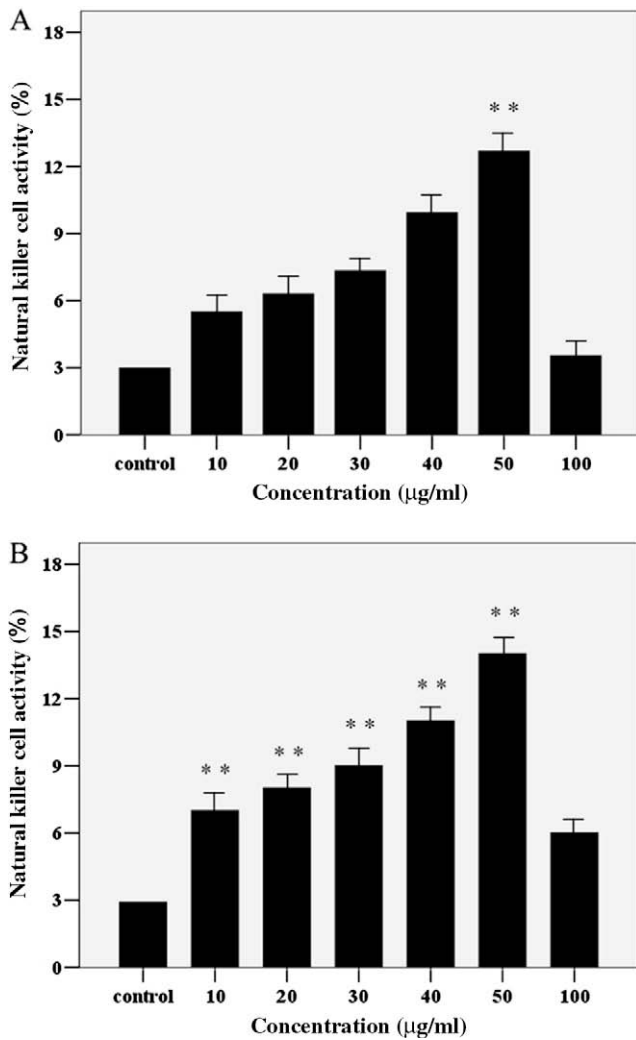 A
Natural killer cell activity (%)
18
15
12
9
6
3
0
* *
control 10 20 30 40 50 100
Concentration (μg/ml)
B
Natural killer cell activity (%)
18
15
12
9
6
3
0
* *
* *
* *
* *
* *
control 10 20 30 40 50 100
Concentration (μg/ml)